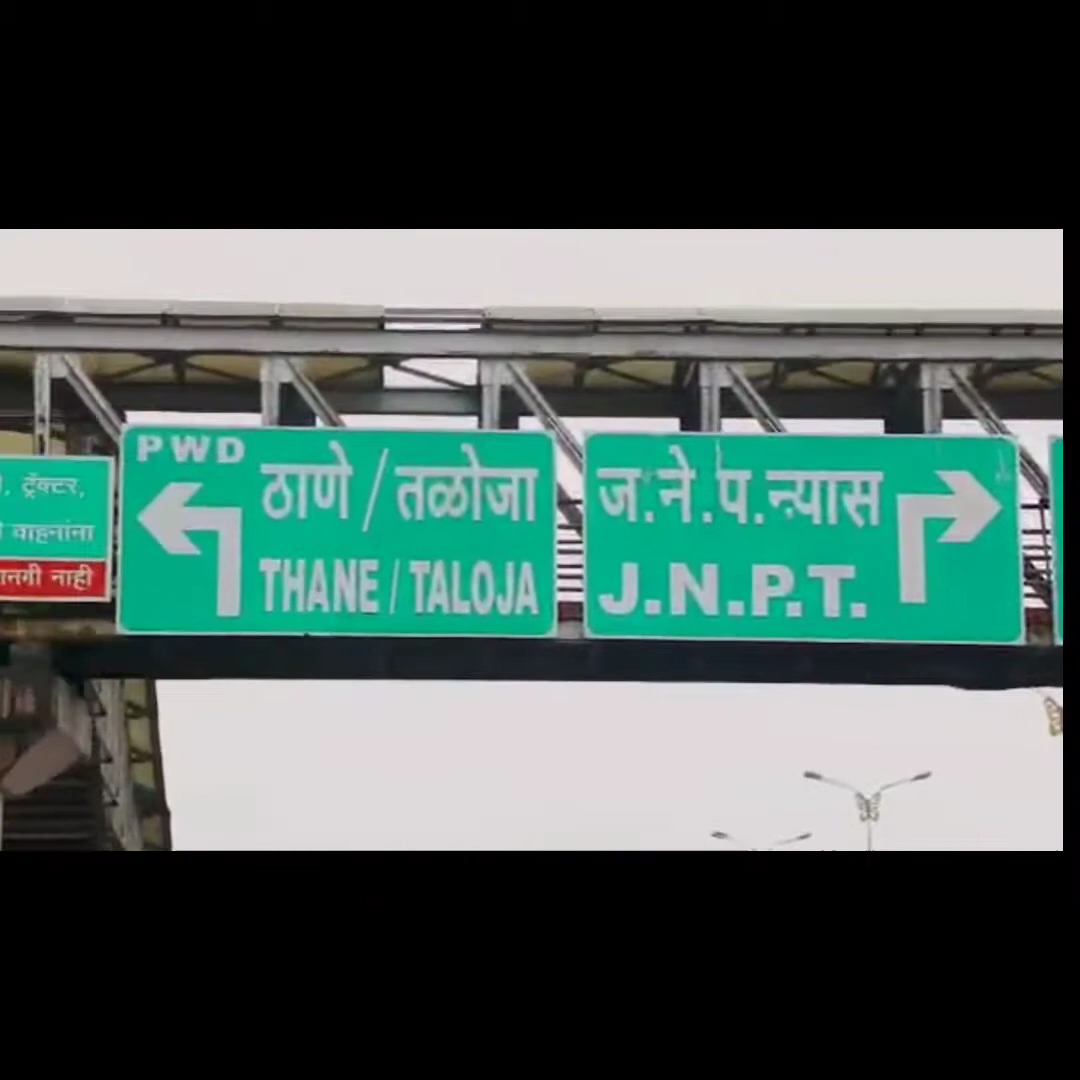 ट्रॅक्टर,
वाहनांना
नाही
PWD
ठाणे / तळोजा
THANE / TALOJA
ज.ने.प.न्यास
J.N.P.T.